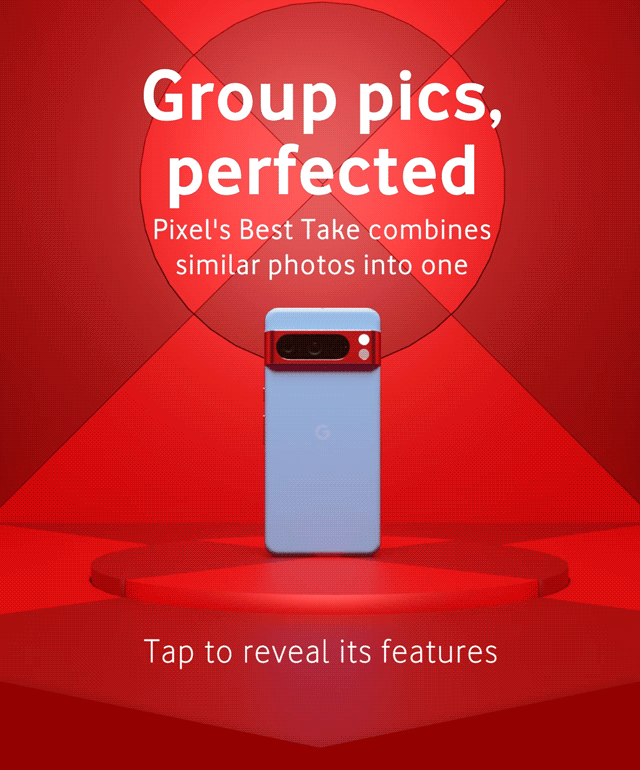 Group pics,
perfected
Pixel's Best Take combines
similar photos into one
G
Tap to reveal its features